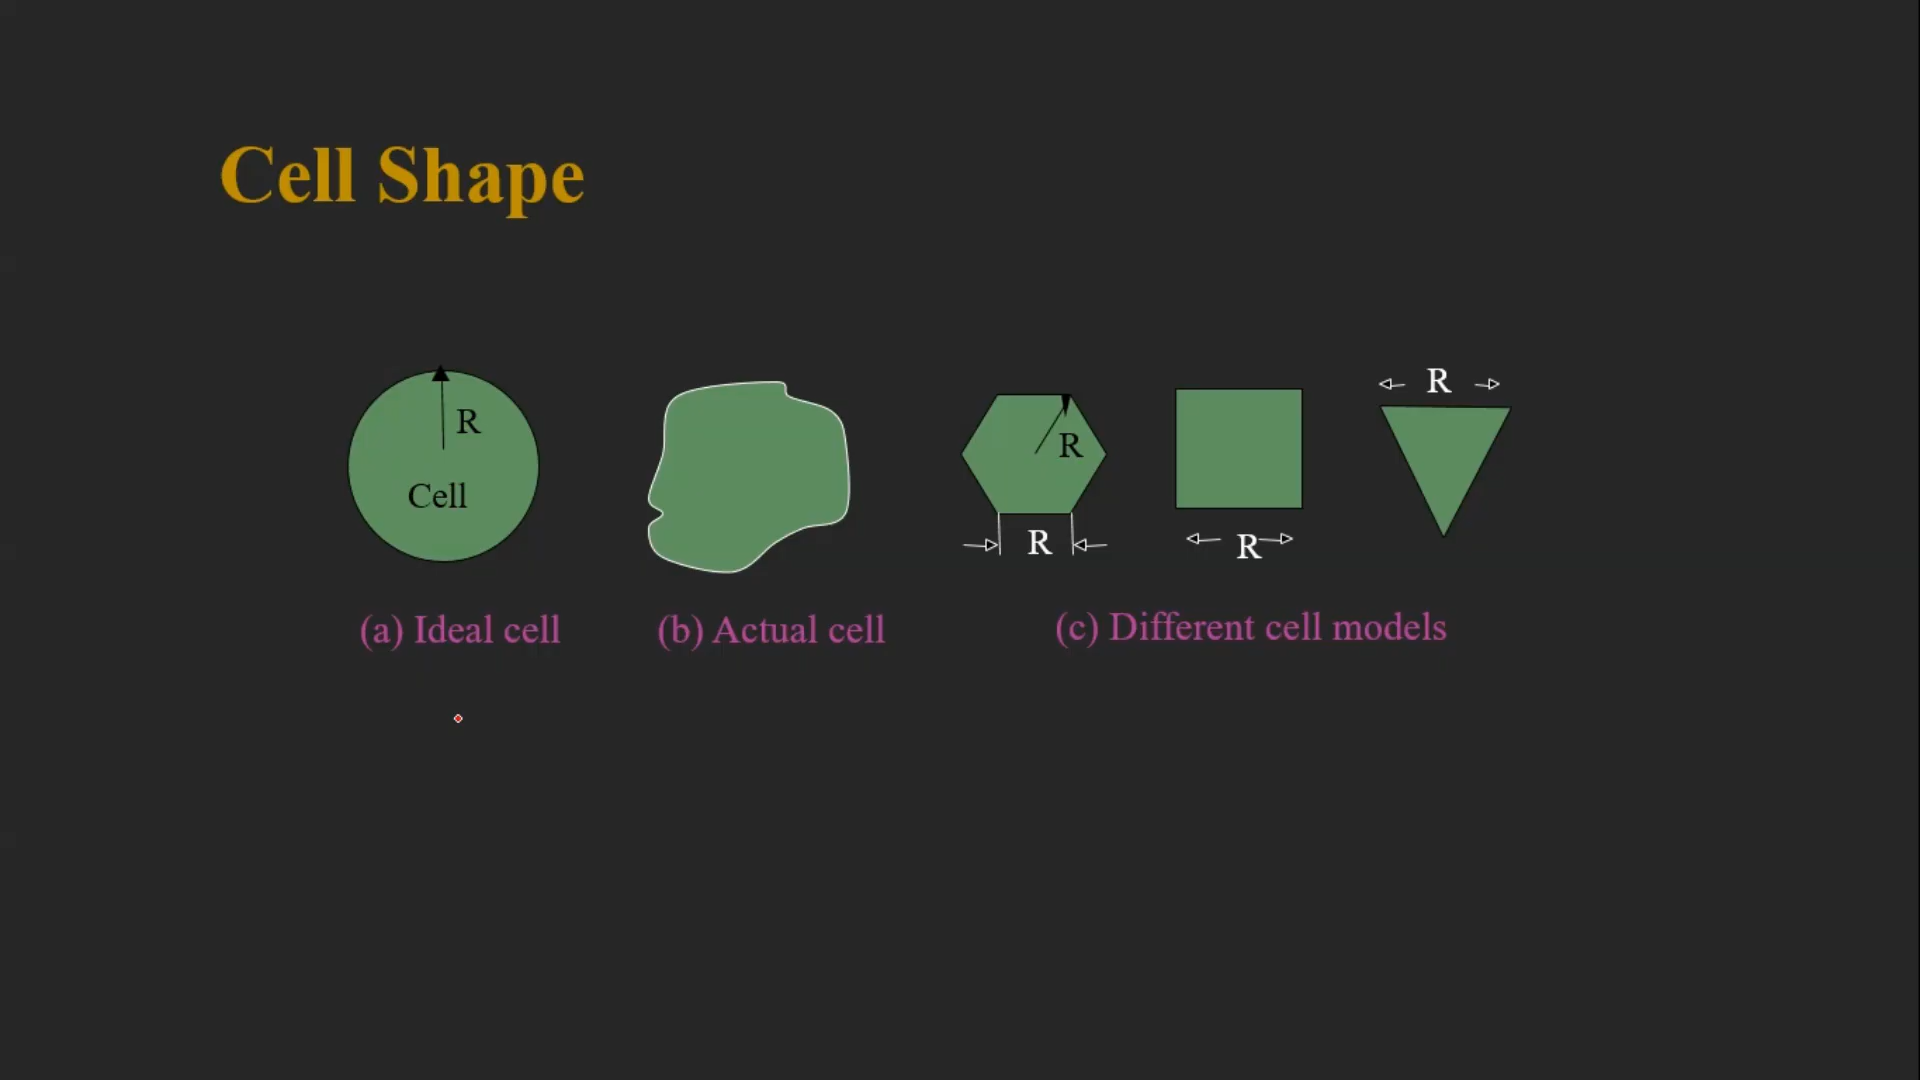 Cell Shape
R
Cell
R
R
R
R
(a) Ideal cell
(b) Actual cell
(c) Different cell models